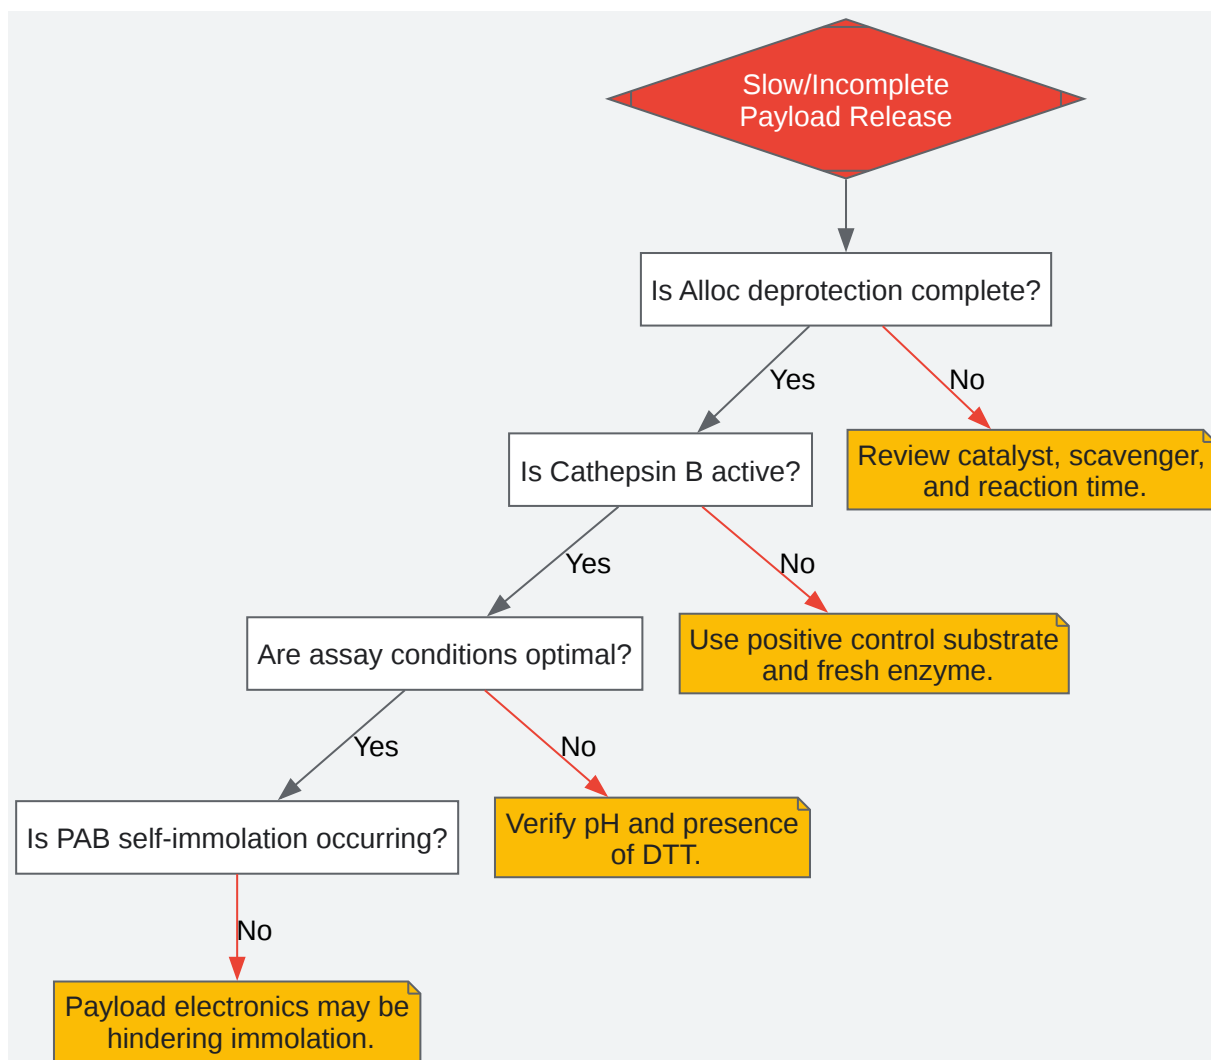 Slow/Incomplete
Payload Release
Is Alloc deprotection complete?
Yes
No
Is Cathepsin B active?
Review catalyst, scavenger,
and reaction time.
Yes
No
Are assay conditions optimal?
Use positive control substrate
and fresh enzyme.
Yes
No
Is PAB self-immolation occurring?
Verify pH and presence
of DTT.
No
Payload electronics may be
hindering immolation.